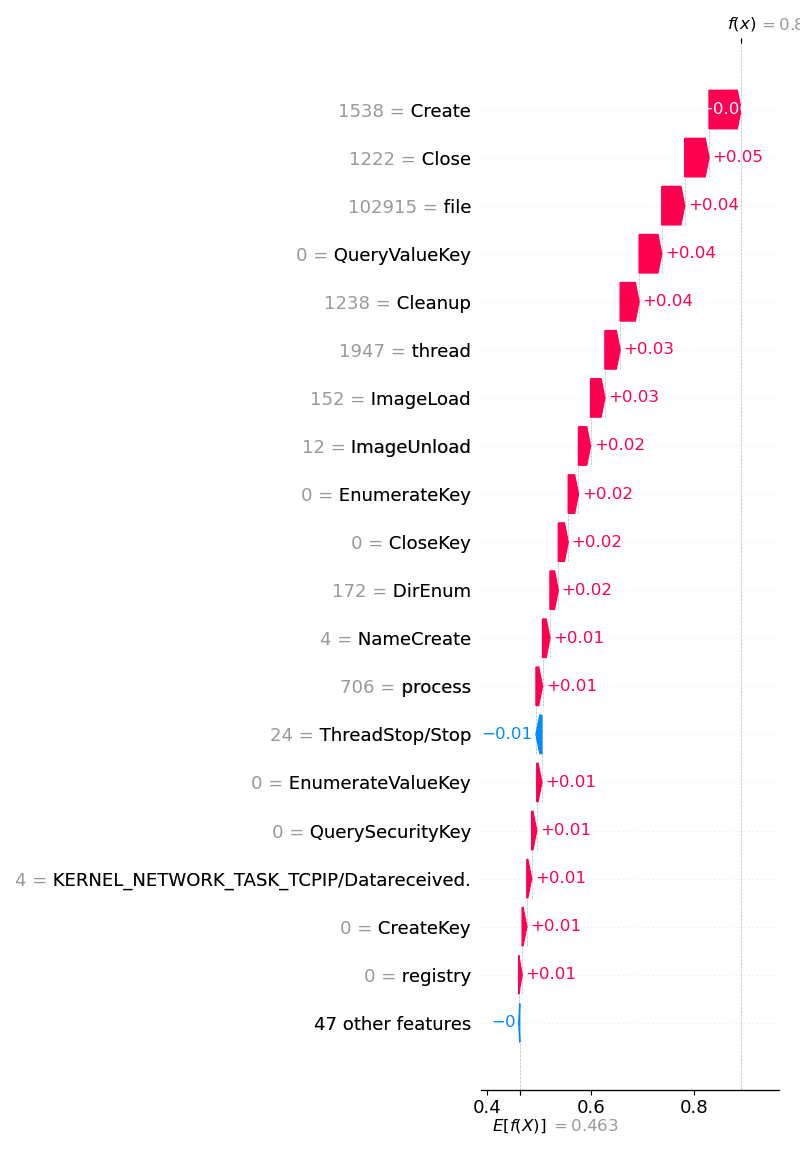 f(x) = 0.8
1538 = Create
1222 = Close +0.05
102915 = file +0.04
0 = QueryValueKey +0.04
1238 = Cleanup +0.04
1947 = thread +0.03
152 = ImageLoad +0.03
12 = ImageUnload +0.02
0 = EnumerateKey +0.02
0 = CloseKey +0.02
172 = DirEnum +0.02
4 = NameCreate +0.01
706 = process +0.01
24 = ThreadStop/Stop −0.01
0 = EnumerateValueKey +0.01
0 = QuerySecurityKey +0.01
4 = KERNEL_NETWORK_TASK_TCPIP/Datareceived. +0.01
0 = CreateKey +0.01
0 = registry +0.01
47 other features −0
0.4 0.6 0.8
E[f(X)] = 0.463